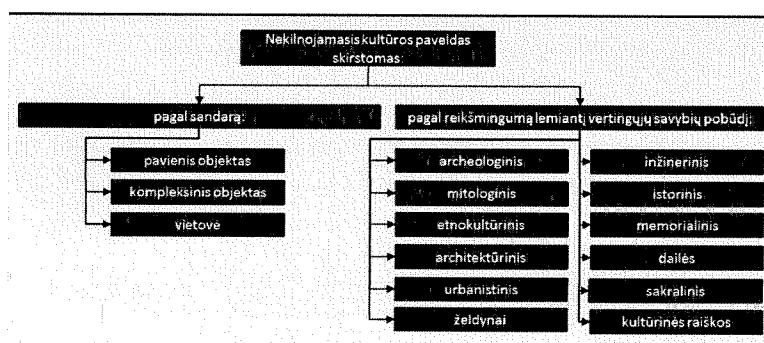 Nekilnojamasis kultūros paveldas
skirstomas:
pagal sandarą:
pavienis objektas
kompleksinis objektas
vietovė
pagal reikšmingumą lemiantį vertingųjų savybių pobūdį:
archeologinis
mitologinis
etnokultūrinis
architektūrinis
urbanistinis
želdynai
inžinerinis
istorinis
memorialinis
dailės
sakralinis
kultūrinės raiškos